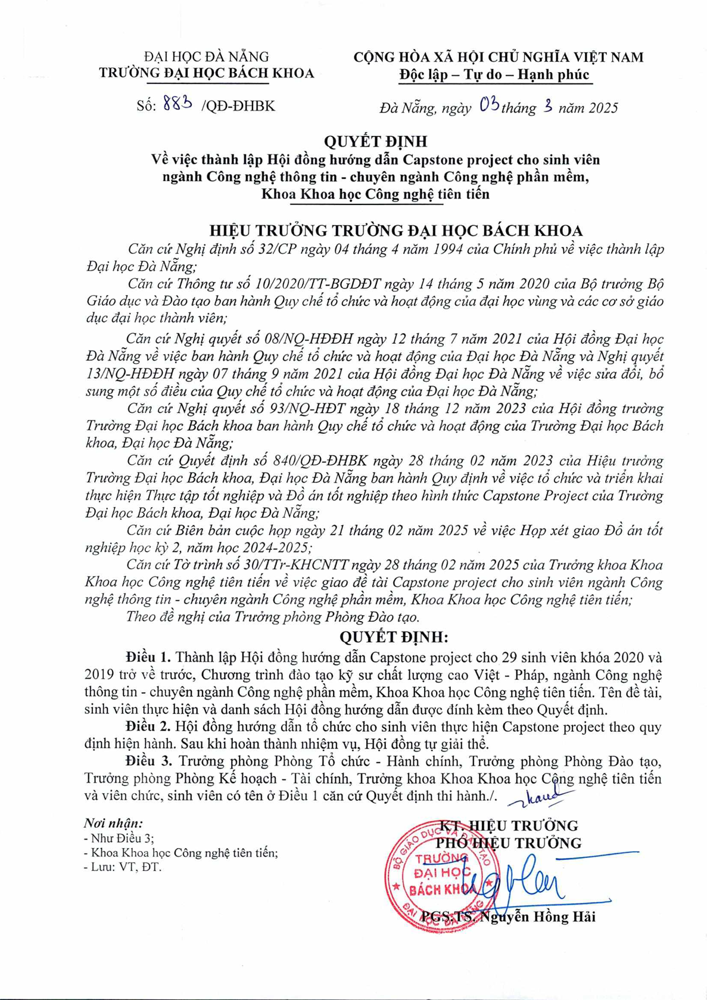 ĐẠI HỌC ĐÀ NẴNG
TRƯỜNG ĐẠI HỌC BÁCH KHOA
CỘNG HÒA XÃ HỘI CHỦ NGHĨA VIỆT NAM
Độc lập – Tự do – Hạnh phúc
Số: 883 /QĐ-ĐHBK
Đà Nẵng, ngày 03 tháng 3 năm 2025
QUYẾT ĐỊNH
Về việc thành lập Hội đồng hướng dẫn Capstone project cho sinh viên
ngành Công nghệ thông tin - chuyên ngành Công nghệ phần mềm,
Khoa Khoa học Công nghệ tiên tiến
HIỆU TRƯỞNG TRƯỜNG ĐẠI HỌC BÁCH KHOA
Căn cứ Nghị định số 32/CP ngày 04 tháng 4 năm 1994 của Chính phủ về việc thành lập
Đại học Đà Nẵng;
Căn cứ Thông tư số 10/2020/TT-BGDĐT ngày 14 tháng 5 năm 2020 của Bộ trưởng Bộ
Giáo dục và Đào tạo ban hành Quy chế tổ chức và hoạt động của đại học vùng và các cơ sở giáo
dục đại học thành viên;
Căn cứ Nghị quyết số 08/NQ-HĐĐH ngày 12 tháng 7 năm 2021 của Hội đồng Đại học
Đà Nẵng về việc ban hành Quy chế tổ chức và hoạt động của Đại học Đà Nẵng và Nghị quyết
13/NQ-HĐĐH ngày 07 tháng 9 năm 2021 của Hội đồng Đại học Đà Nẵng về việc sửa đổi, bổ
sung một số điều của Quy chế tổ chức và hoạt động của Đại học Đà Nẵng;
Căn cứ Nghị quyết số 93/NQ-HĐT ngày 18 tháng 12 năm 2023 của Hội đồng trường
Trường Đại học Bách khoa ban hành Quy chế tổ chức và hoạt động của Trường Đại học Bách
khoa, Đại học Đà Nẵng;
Căn cứ Quyết định số 840/QĐ-ĐHBK ngày 28 tháng 02 năm 2023 của Hiệu trưởng
Trường Đại học Bách khoa, Đại học Đà Nẵng ban hành Quy định về việc tổ chức và triển khai
thực hiện Thực tập tốt nghiệp và Đồ án tốt nghiệp theo hình thức Capstone Project của Trường
Đại học Bách khoa, Đại học Đà Nẵng;
Căn cứ Biên bản cuộc họp ngày 21 tháng 02 năm 2025 về việc Họp xét giao Đồ án tốt
nghiệp học kỳ 2, năm học 2024-2025;
Căn cứ Tờ trình số 30/TTr-KHCNTT ngày 28 tháng 02 năm 2025 của Trưởng khoa Khoa
Khoa học Công nghệ tiên tiến về việc giao đề tài Capstone project cho sinh viên ngành Công
nghệ thông tin - chuyên ngành Công nghệ phần mềm, Khoa Khoa học Công nghệ tiên tiến;
Theo đề nghị của Trưởng phòng Phòng Đào tạo.
QUYẾT ĐỊNH:
Điều 1. Thành lập Hội đồng hướng dẫn Capstone project cho 29 sinh viên khóa 2020 và
2019 trở về trước, Chương trình đào tạo kỹ sư chất lượng cao Việt - Pháp, ngành Công nghệ
thông tin - chuyên ngành Công nghệ phần mềm, Khoa Khoa học Công nghệ tiên tiến. Tên đề tài,
sinh viên thực hiện và danh sách Hội đồng hướng dẫn được đính kèm theo Quyết định.
Điều 2. Hội đồng hướng dẫn tổ chức cho sinh viên thực hiện Capstone project theo quy
định hiện hành. Sau khi hoàn thành nhiệm vụ, Hội đồng tự giải thể.
Điều 3. Trưởng phòng Phòng Tổ chức - Hành chính, Trưởng phòng Phòng Đào tạo,
Trưởng phòng Phòng Kế hoạch - Tài chính, Trưởng khoa Khoa Khoa học Công nghệ tiên tiến
và viên chức, sinh viên có tên ở Điều 1 căn cứ Quyết định thi hành./.
Nơi nhận:
- Như Điều 3;
- Khoa Khoa học Công nghệ tiên tiến;
- Lưu: VT, ĐT.
KT. HIỆU TRƯỞNG
PHÓ HIỆU TRƯỞNG
BỘ GIÁO DỤC VÀ ĐÀO TẠO
TRƯỜNG
ĐẠI HỌC
BÁCH KHOA
ĐẠI HỌC ĐÀ NẴNG
PGS.TS. Nguyễn Hồng Hải